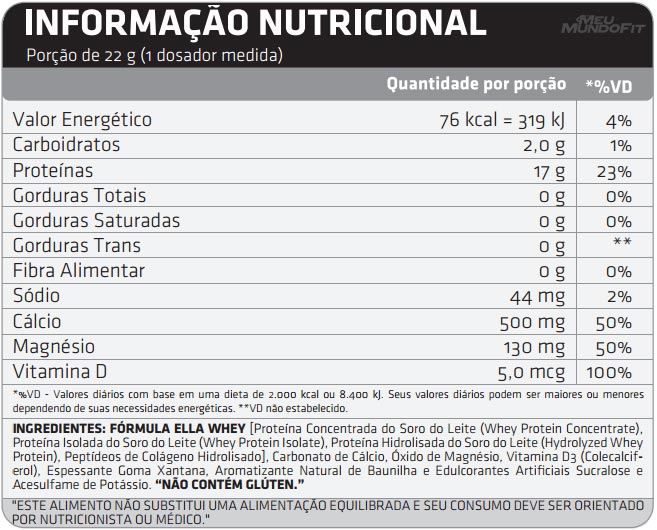 INFORMAÇÃO NUTRICIONAL
MEU MUNDOFIT
Porção de 22 g (1 dosador medida)
Quantidade por porção *%VD
Valor Energético 76 kcal = 319 kJ 4%
Carboidratos 2,0 g 1%
Proteínas 17 g 23%
Gorduras Totais 0 g 0%
Gorduras Saturadas 0 g 0%
Gorduras Trans 0 g **
Fibra Alimentar 0 g 0%
Sódio 44 mg 2%
Cálcio 500 mg 50%
Magnésio 130 mg 50%
Vitamina D 5,0 mcg 100%
*%VD - Valores diários com base em uma dieta de 2.000 kcal ou 8.400 kJ. Seus valores diários podem ser maiores ou menores
dependendo de suas necessidades energéticas. **VD não estabelecido.
INGREDIENTES: FÓRMULA ELLA WHEY [Proteína Concentrada do Soro do Leite (Whey Protein Concentrate),
Proteína Isolada do Soro do Leite (Whey Protein Isolate), Proteína Hidrolisada do Soro do Leite (Hydrolyzed Whey
Protein), Peptídeos de Colágeno Hidrolisado], Carbonato de Cálcio, Óxido de Magnésio, Vitamina D3 (Colecalcif-
erol), Espessante Goma Xantana, Aromatizante Natural de Baunilha e Edulcorantes Artificiais Sucralose e
Acesulfame de Potássio. “NÃO CONTÉM GLÚTEN.”
"ESTE ALIMENTO NÃO SUBSTITUI UMA ALIMENTAÇÃO EQUILIBRADA E SEU CONSUMO DEVE SER ORIENTADO
POR NUTRICIONISTA OU MÉDICO."